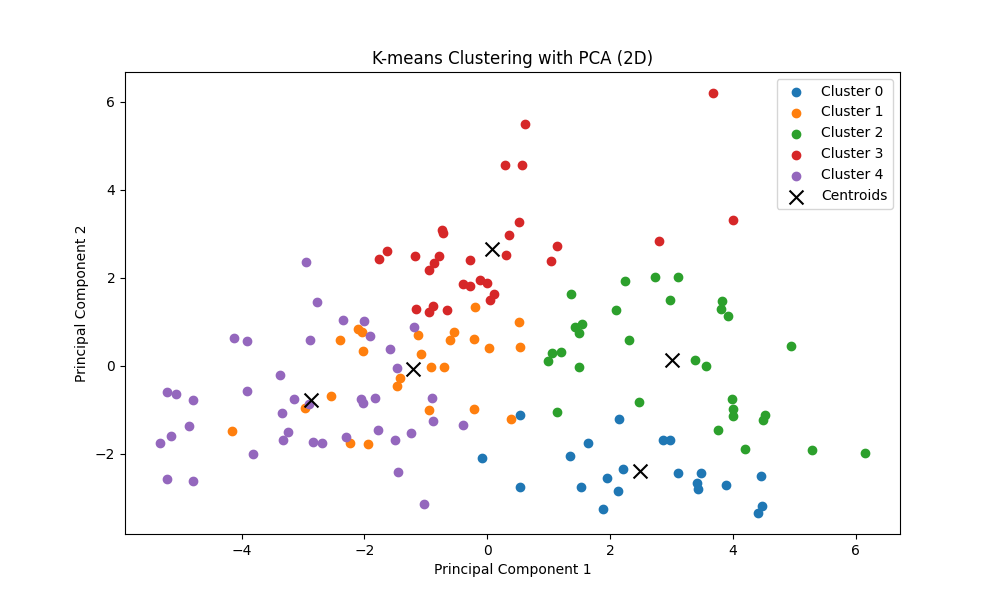 K-means Clustering with PCA (2D)
Cluster 0
Cluster 1
Cluster 2
Cluster 3
Cluster 4
Centroids
Principal Component 2
6
4
2
0
−2
−4
−2
0
2
4
6
Principal Component 1